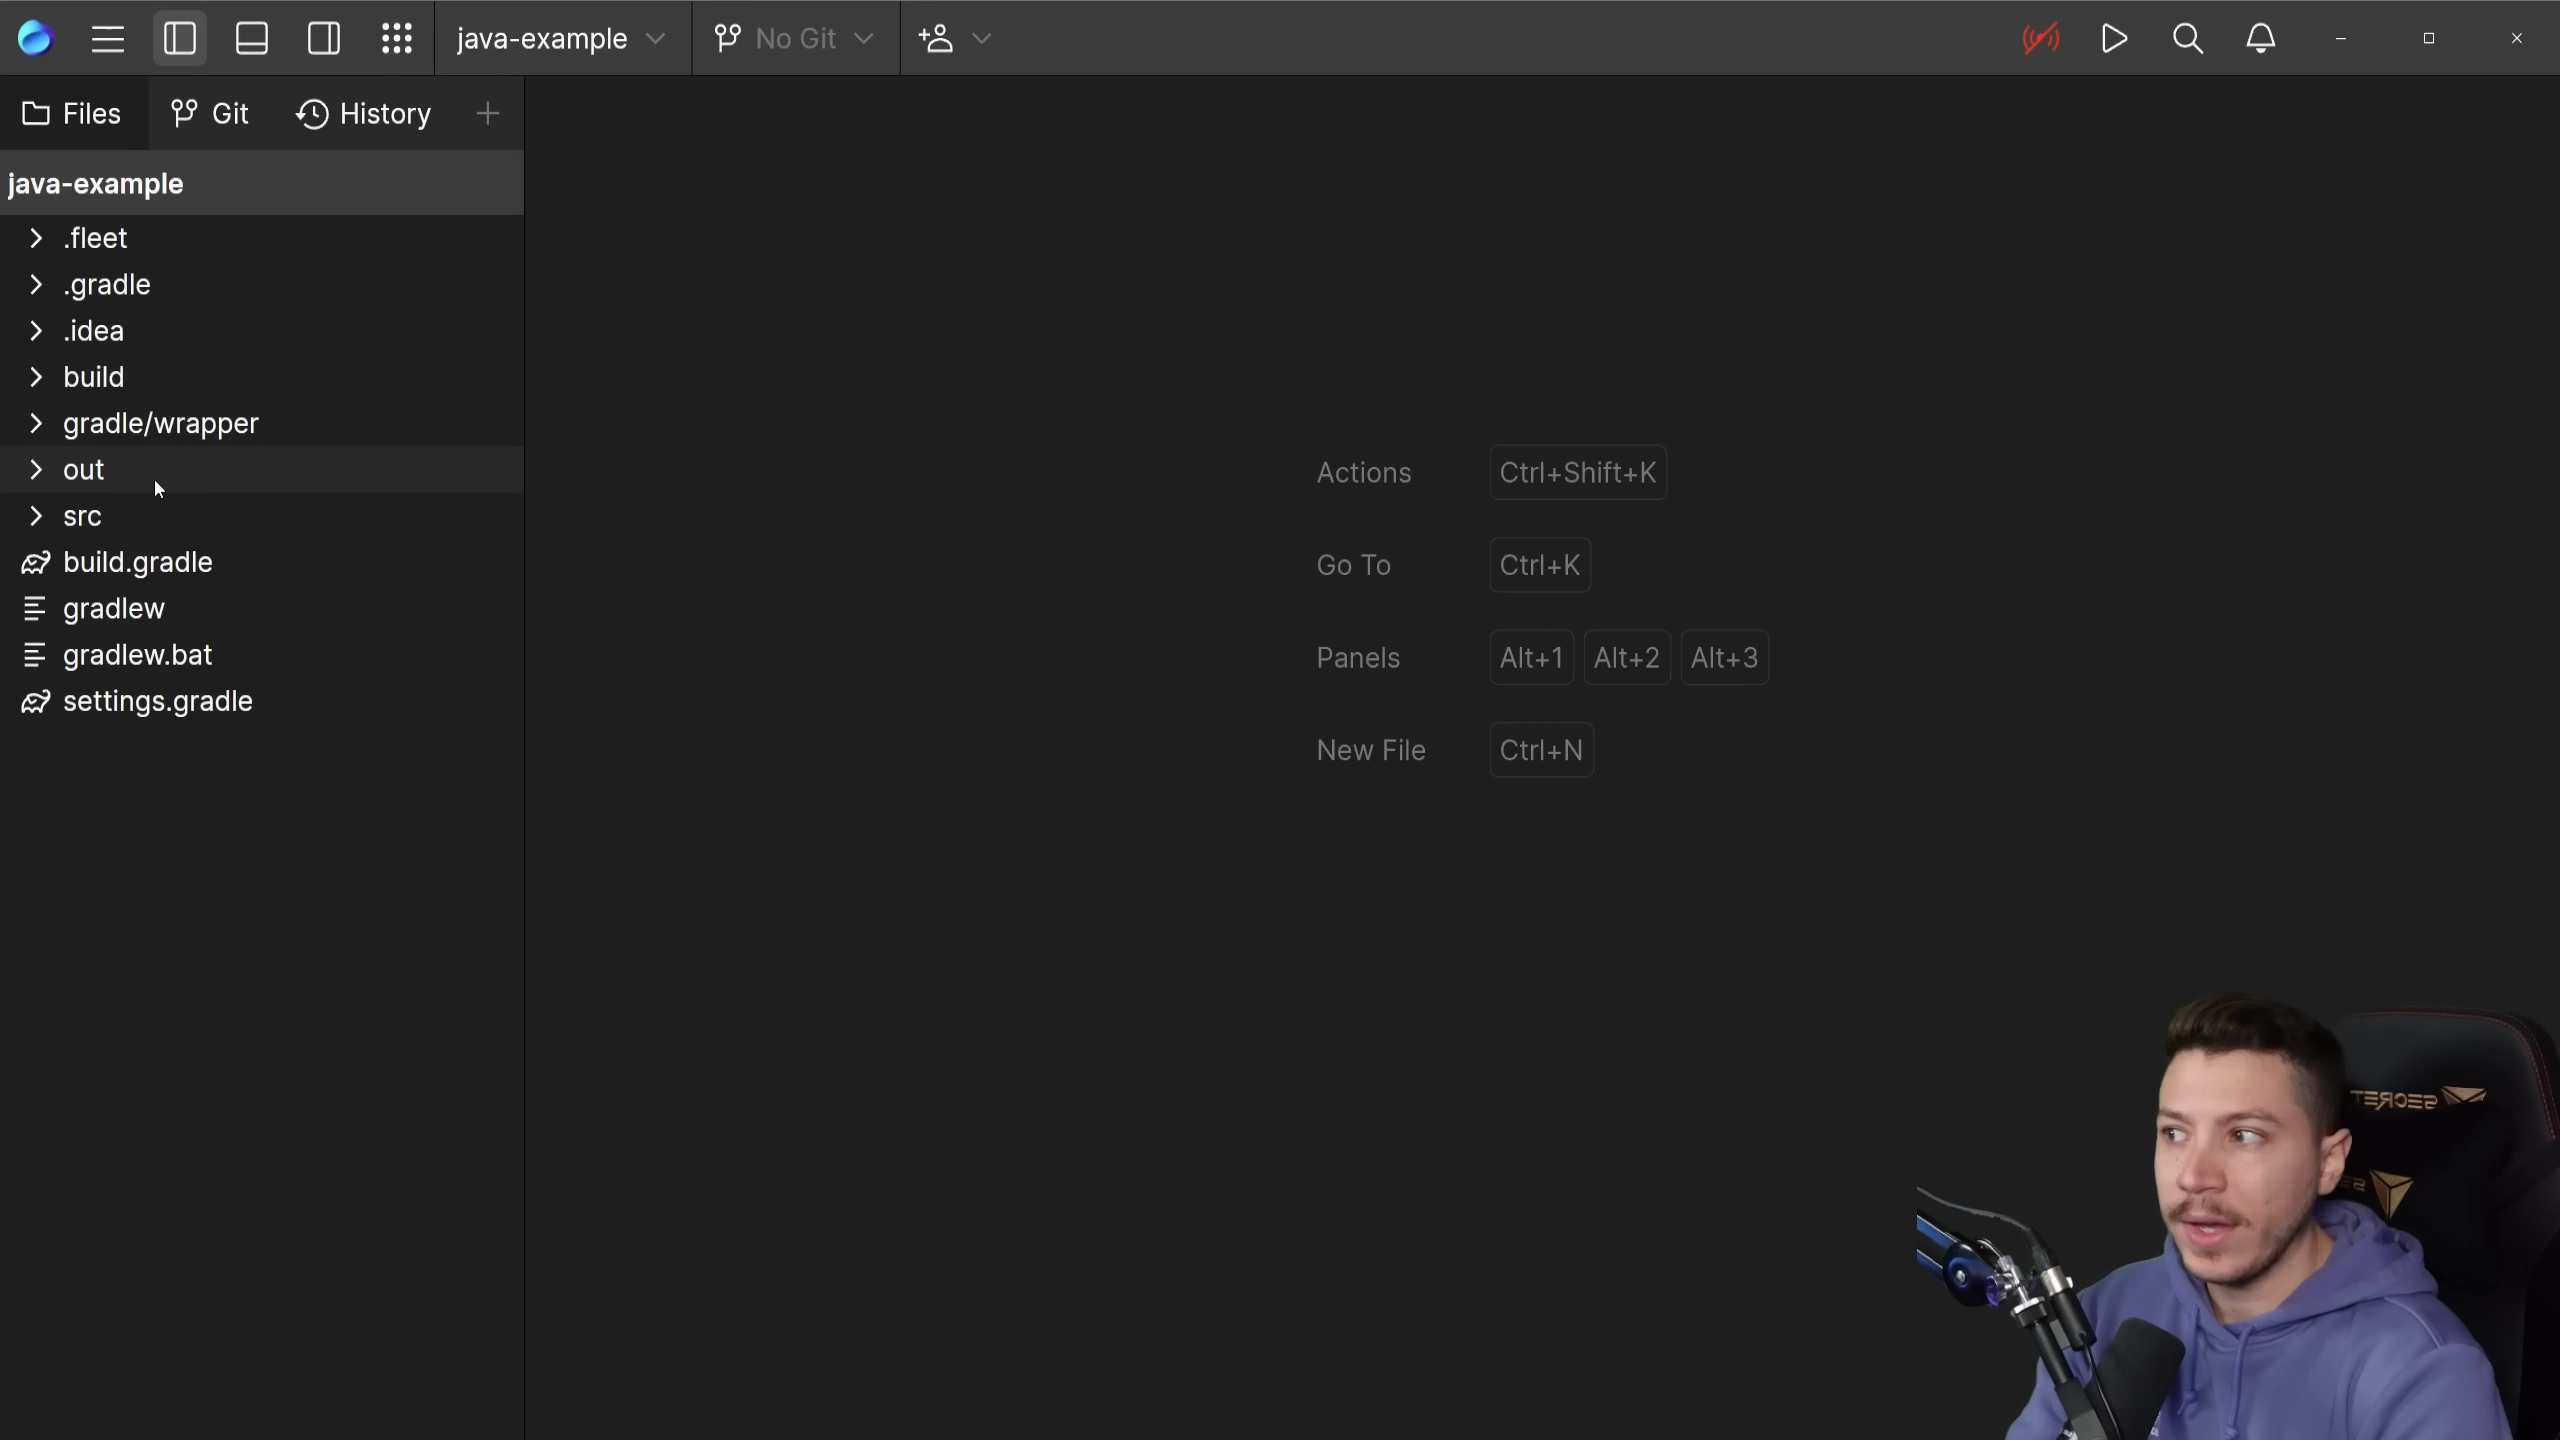 java-example
No Git
Files
Git
History
java-example
.fleet
.gradle
.idea
build
gradle/wrapper
out
src
build.gradle
gradlew
gradlew.bat
settings.gradle
Actions Ctrl+Shift+K
Go To Ctrl+K
Panels Alt+1 Alt+2 Alt+3
New File Ctrl+N
SECRET